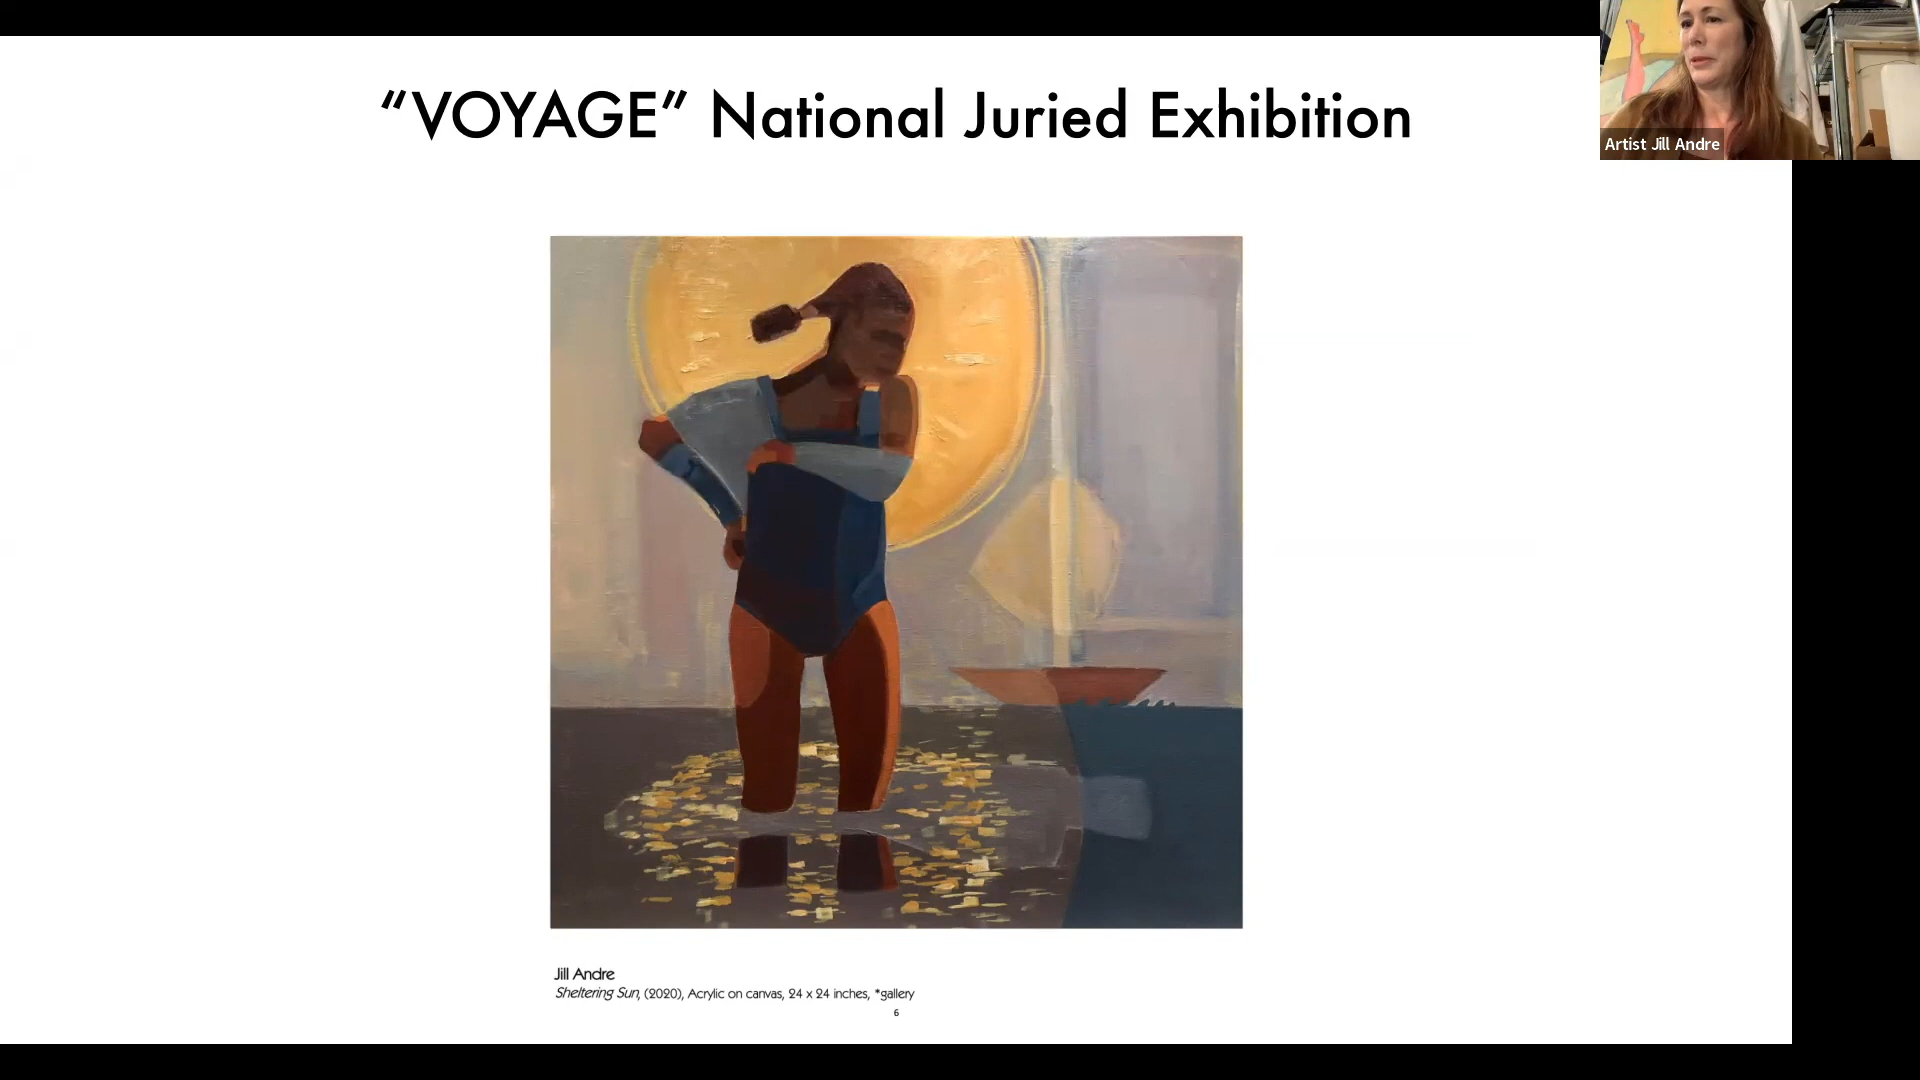 “VOYAGE” National Juried Exhibition
Artist Jill Andre
Jill Andre
Sheltering Sun, (2020), Acrylic on canvas, 24 x 24 inches, *gallery
6